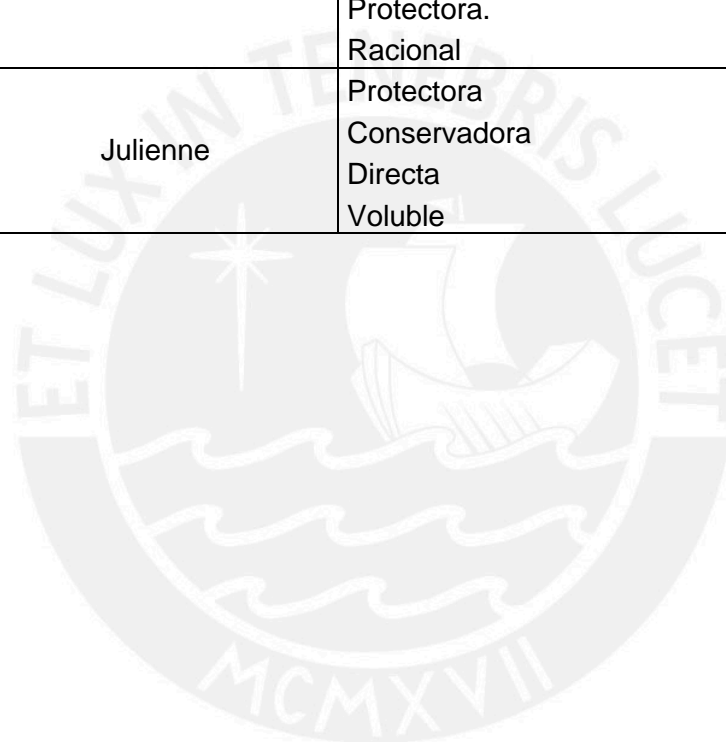 Protectora.
Racional
Julienne
Protectora
Conservadora
Directa
Voluble
ET LUX IN TENEBRIS LUCET
MCMXVII